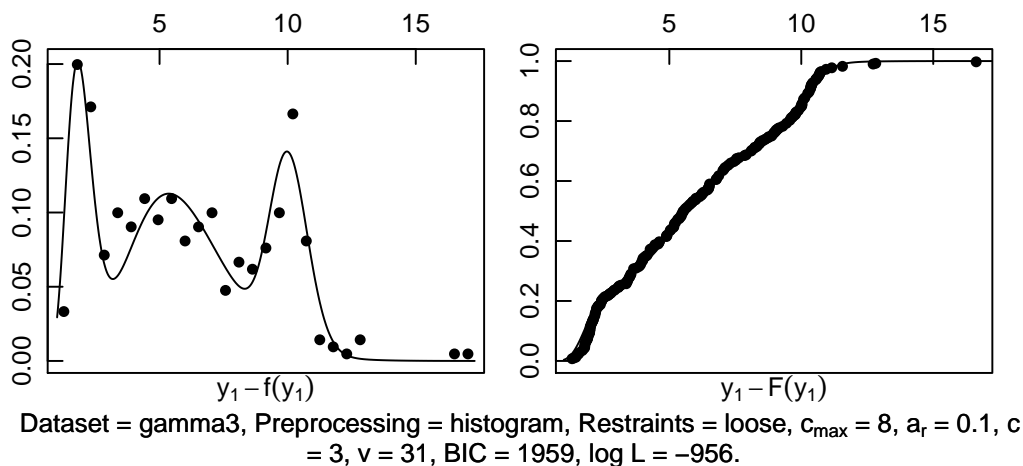 5 10 15
0.00 0.05 0.10 0.15 0.20
y₁ − f(y₁)
5 10 15
0.0 0.2 0.4 0.6 0.8 1.0
y₁ − F(y₁)
Dataset = gamma3, Preprocessing = histogram, Restraints = loose, cₘₐₓ = 8, aᵣ = 0.1, c
= 3, v = 31, BIC = 1959, log L = −956.